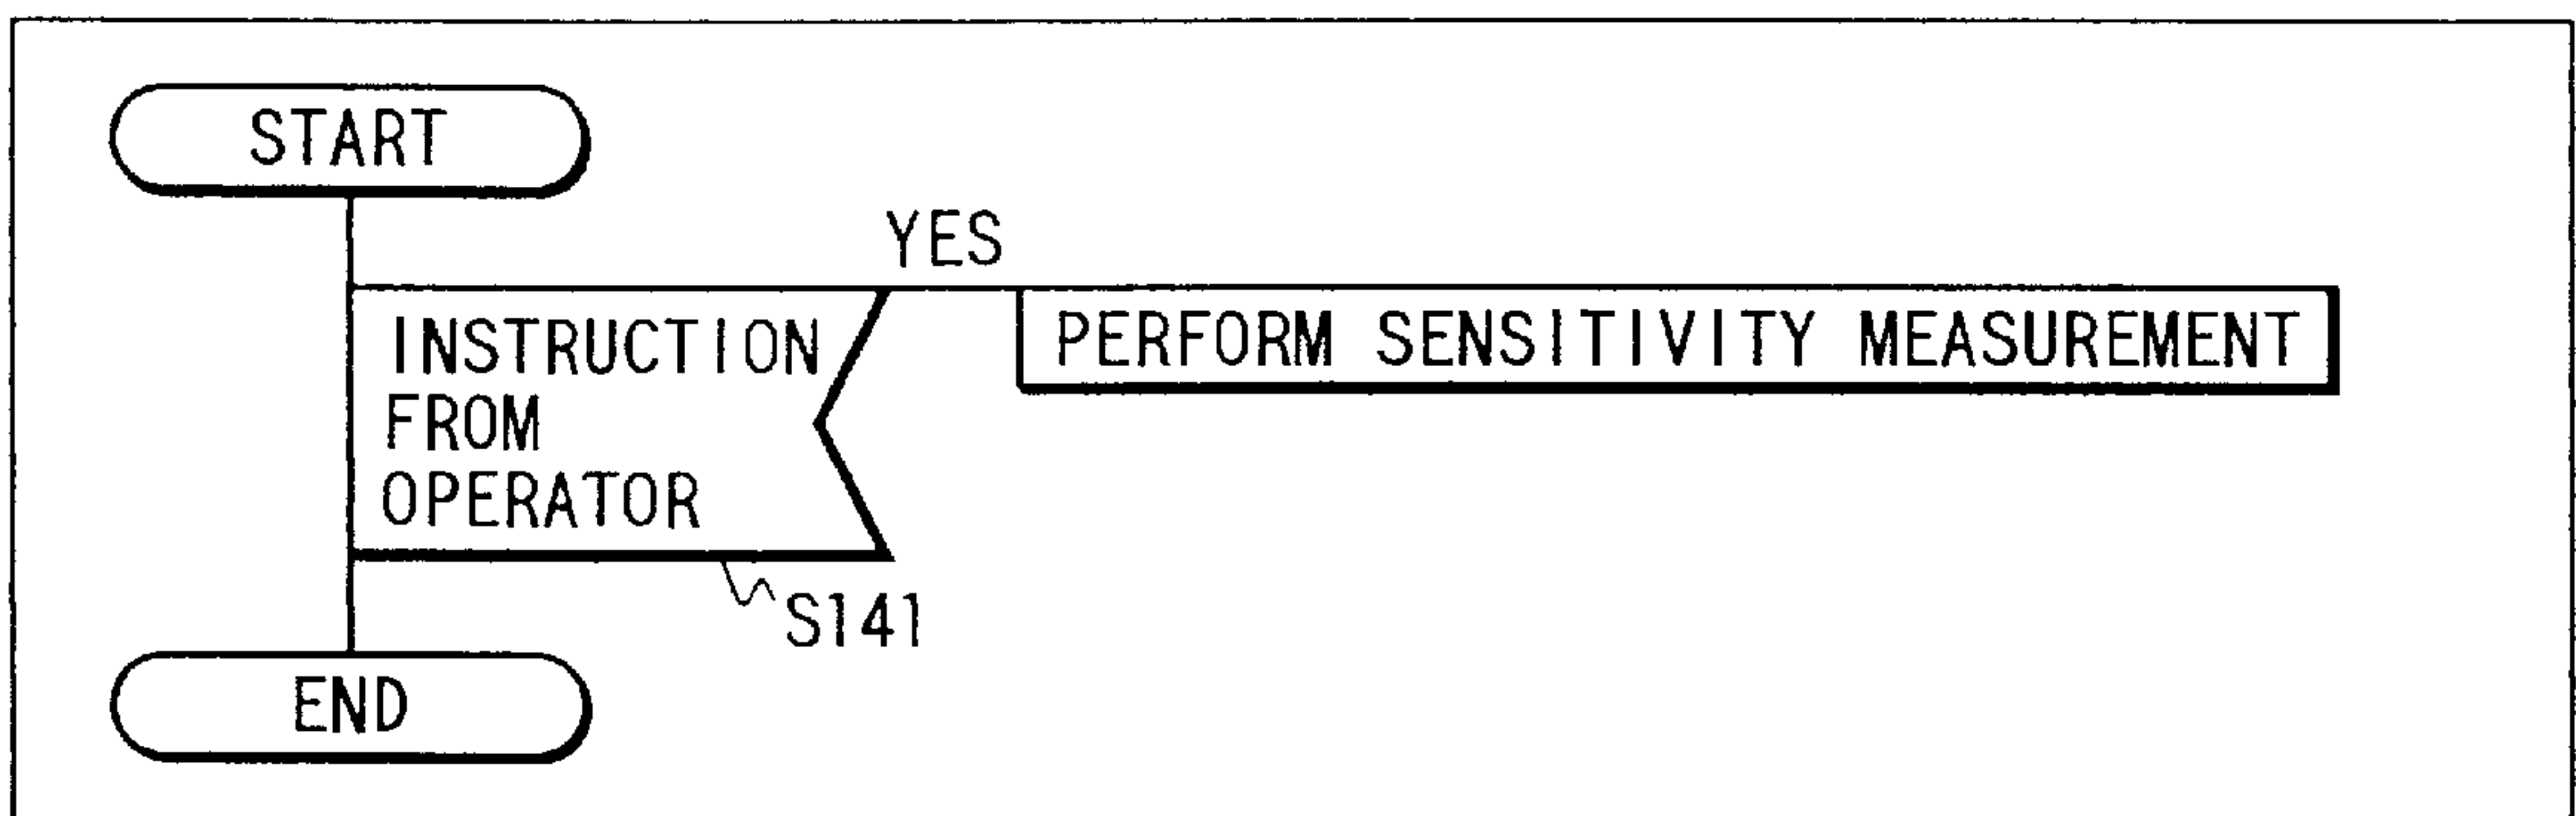 START
YES
INSTRUCTION
FROM
OPERATOR
PERFORM SENSITIVITY MEASUREMENT
S141
END